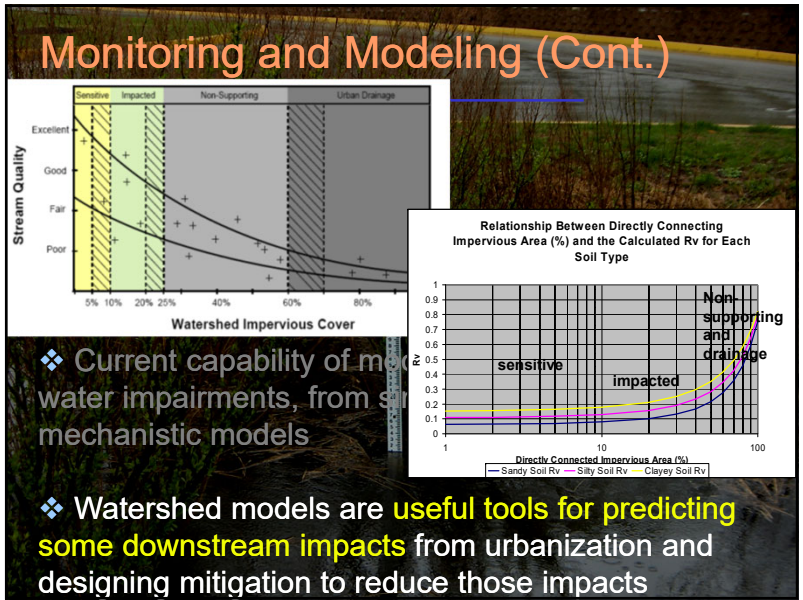 Monitoring and Modeling (Cont.)
Sensitive Impacted Non-Supporting Urban Drainage
Stream Quality
Excellent
Good
Fair
Poor
5% 10% 20% 25% 40% 60% 80%
Watershed Impervious Cover
Relationship Between Directly Connecting
Impervious Area (%) and the Calculated Rv for Each
Soil Type
Rv
1
0.9
0.8
0.7
0.6
0.5
0.4
0.3
0.2
0.1
0
sensitive
impacted
Non-
supporting
and
drainage
1 10 100
Directly Connected Impervious Area (%)
Sandy Soil Rv Silty Soil Rv Clayey Soil Rv
❖ Current capability of
water impairments, from
mechanistic models
❖ Watershed models are useful tools for predicting
some downstream impacts from urbanization and
designing mitigation to reduce those impacts